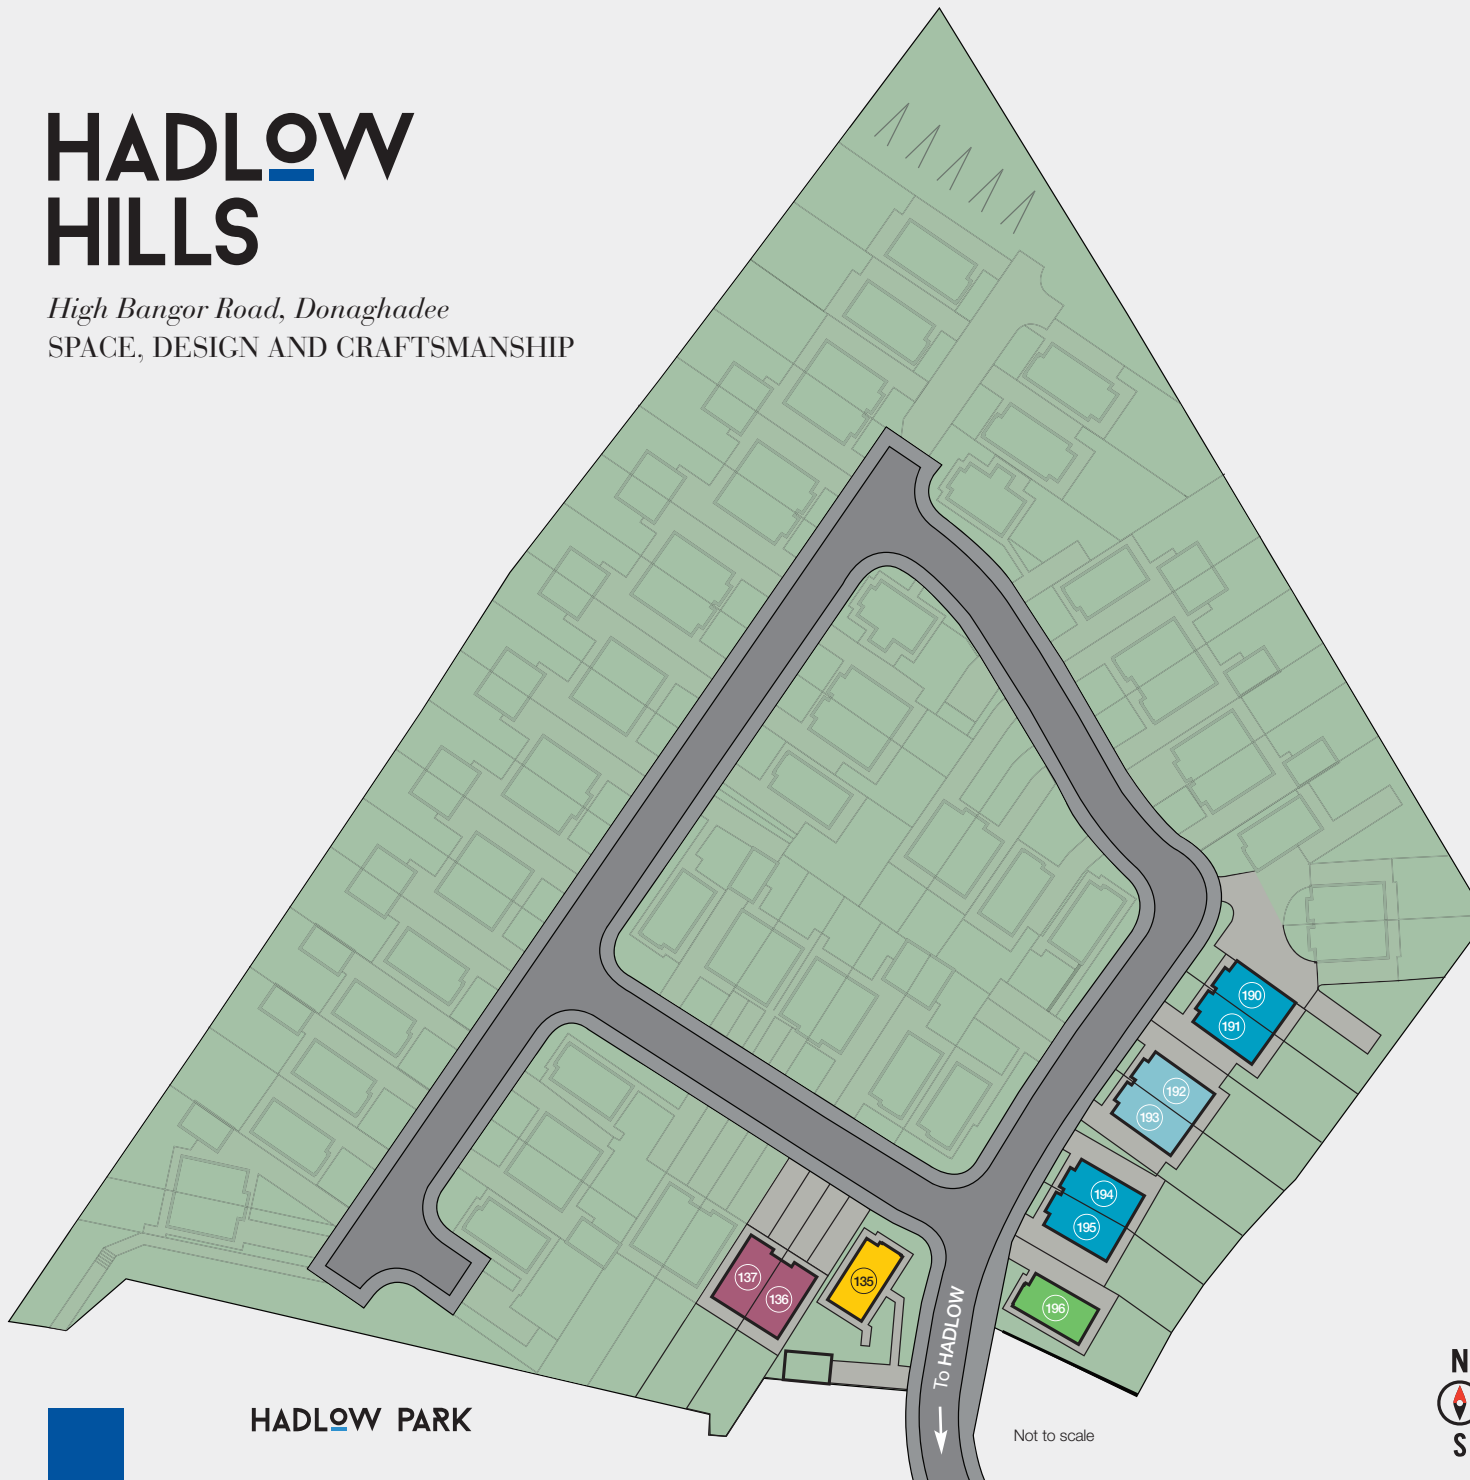 HADLOW
HILLS
High Bangor Road, Donaghadee
SPACE, DESIGN AND CRAFTSMANSHIP
190
191
192
193
194
195
196
137
136
135
To HADLOW
HADLOW PARK
Not to scale
N
S